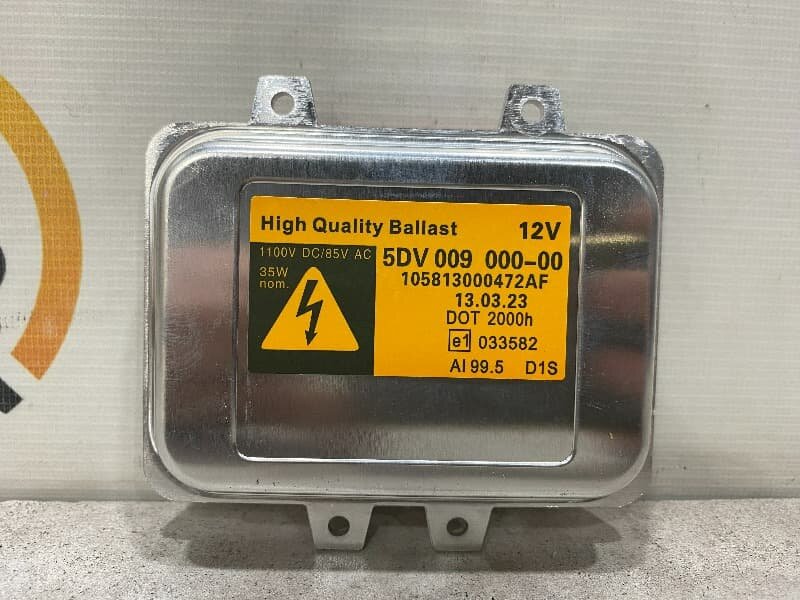 High Quality Ballast 12V
1100V DC/85V AC
35W
nom.
5DV 009 000-00
105813000472AF
13.03.23
DOT 2000h
e1 033582
Al 99.5 D1S